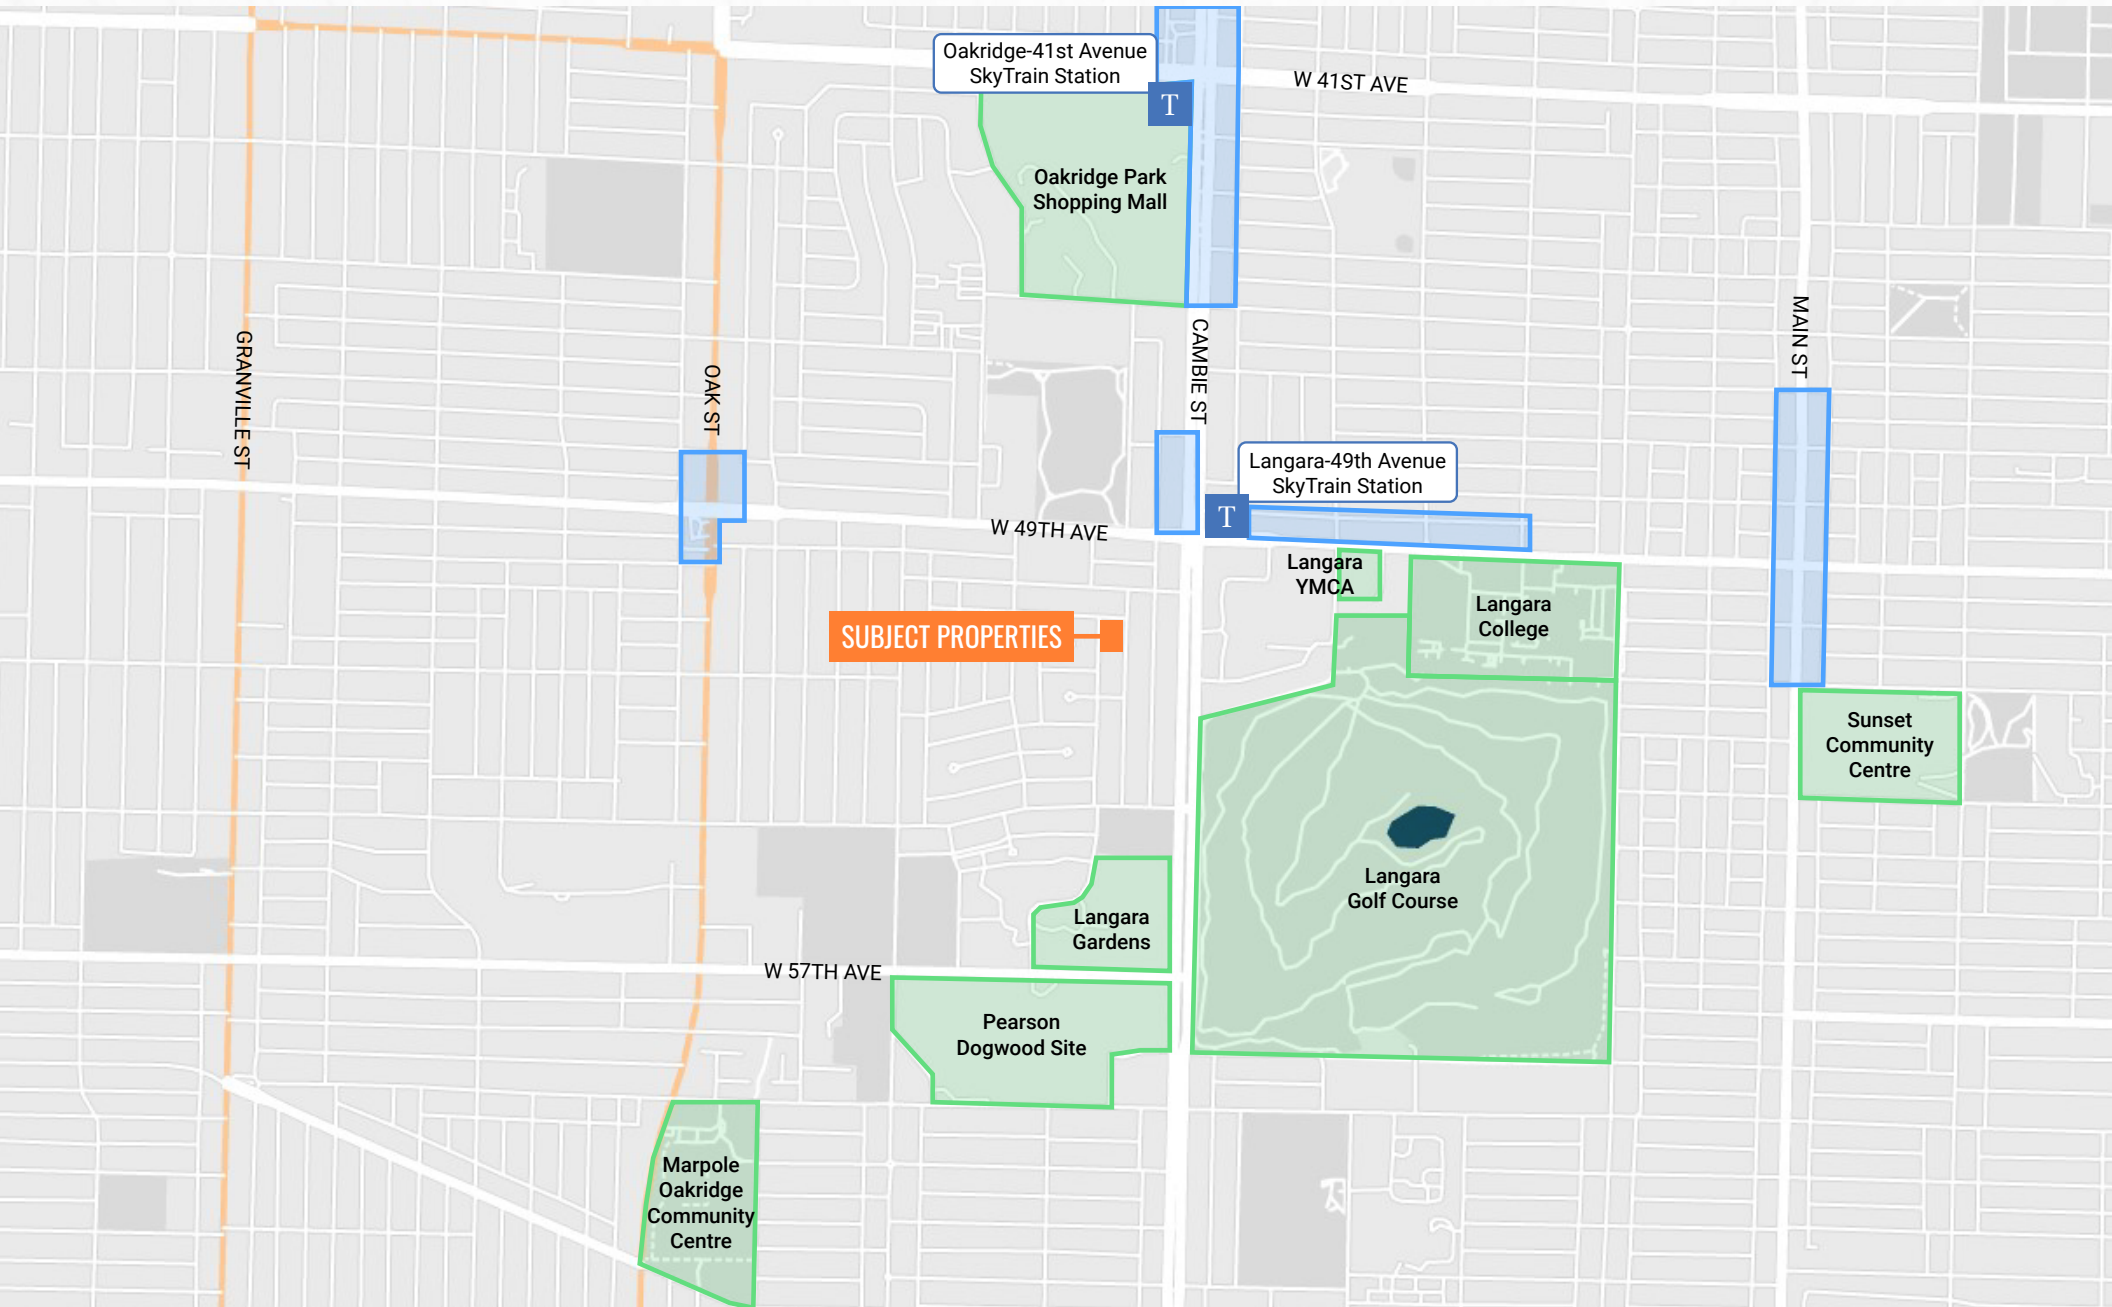 Oakridge-41st Avenue
SkyTrain Station
T
W 41ST AVE
Oakridge Park
Shopping Mall
GRANVILLE ST
OAK ST
CAMBIE ST
MAIN ST
Langara-49th Avenue
SkyTrain Station
T
W 49TH AVE
Langara
YMCA
Langara
College
SUBJECT PROPERTIES
Sunset
Community
Centre
Langara
Golf Course
Langara
Gardens
W 57TH AVE
Pearson
Dogwood Site
Marpole
Oakridge
Community
Centre